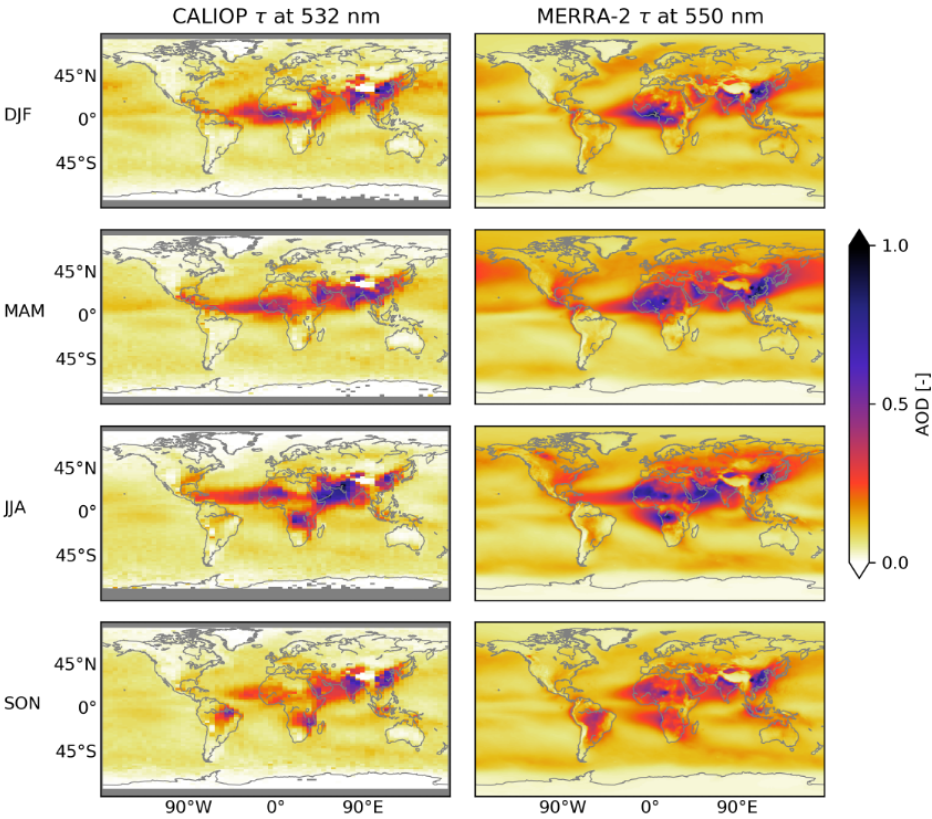 CALIOP τ at 532 nm
MERRA-2 τ at 550 nm
DJF
45°N
0°
45°S
MAM
45°N
0°
45°S
JJA
45°N
0°
45°S
SON
45°N
0°
45°S
90°W
0°
90°E
90°W
0°
90°E
1.0
0.5
0.0
AOD [-]